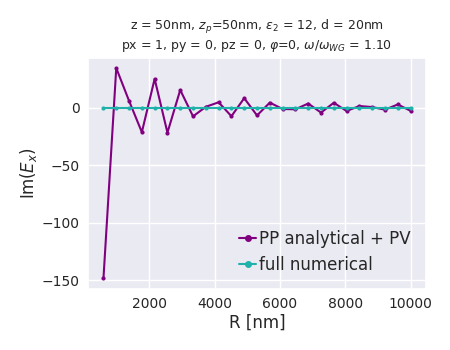 z = 50nm, z_p=50nm, ε₂ = 12, d = 20nm
px = 1, py = 0, pz = 0, φ=0, ω/ω_WG = 1.10
Im(E_x)
0
−50
−100
−150
PP analytical + PV
full numerical
2000 4000 6000 8000 10000
R [nm]